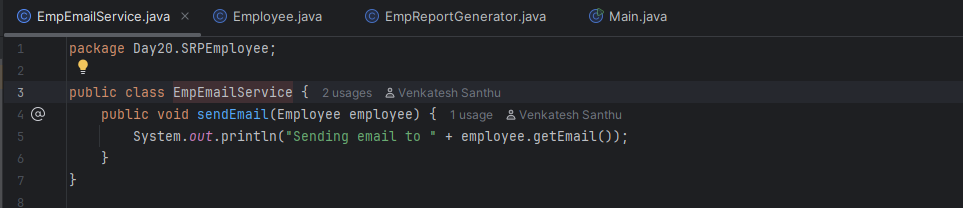 EmpEmailService.java Employee.java EmpReportGenerator.java Main.java
1 package Day20.SRPEmployee;
2
3 public class EmpEmailService { 2 usages Venkatesh Santhu
4 public void sendEmail(Employee employee) { 1 usage Venkatesh Santhu
5 System.out.println("Sending email to " + employee.getEmail());
6 }
7 }
8